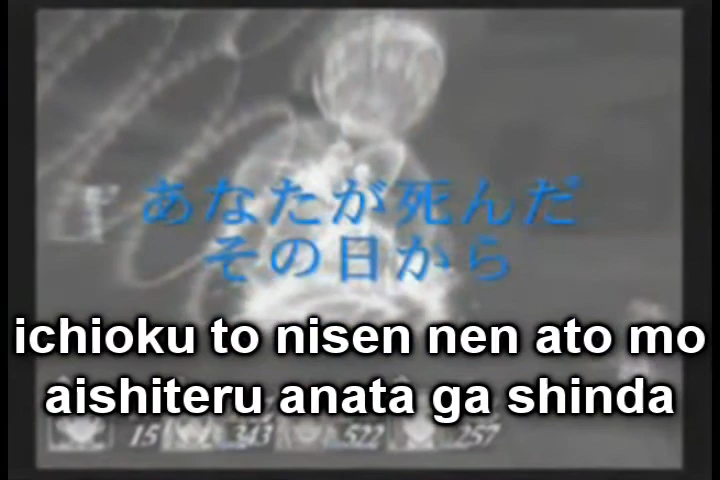 あなたが死んだ
その日から
ichioku to nisen nen ato mo
aishiteru anata ga shinda
15 343 522 257